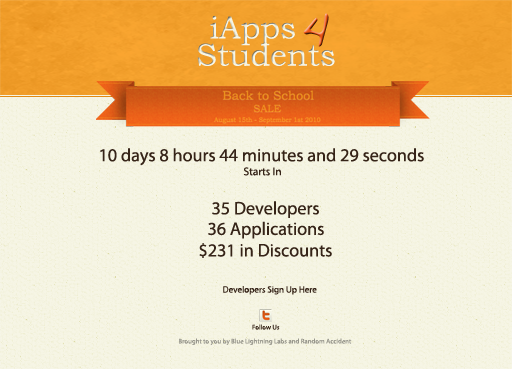 iApps 4
Students
Back to School
SALE
August 15th - September 1st 2010
10 days 8 hours 44 minutes and 29 seconds
Starts In
35 Developers
36 Applications
$231 in Discounts
Developers Sign Up Here
t
Follow Us
Brought to you by Blue Lightning Labs and Random Accident